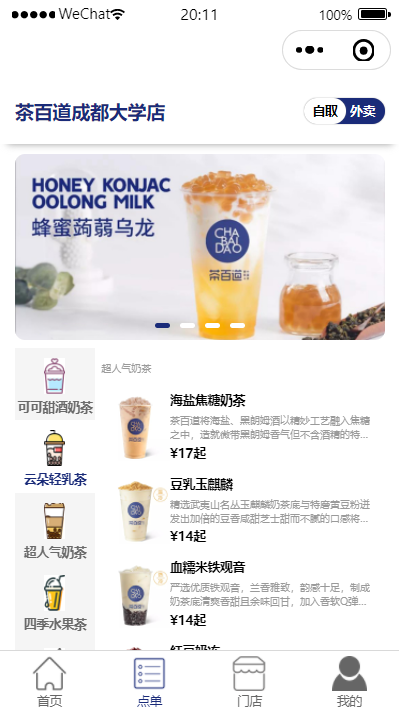 WeChat 20:11 100%
茶百道成都大学店
自取 外卖
HONEY KONJAC
OOLONG MILK
蜂蜜蒟蒻乌龙
CHA
BAI
DAO
茶百道
超人气奶茶
可可甜酒奶茶
云朵轻乳茶
超人气奶茶
四季水果茶
海盐焦糖奶茶
茶百道将海盐、黑朗姆酒以精妙工艺融入焦糖
之中，造就微带黑朗姆香气但不含酒精的特...
¥17起
豆乳玉麒麟
精选武夷山名丛玉麒麟奶茶底与特磨黄豆粉迸
发出加倍的豆香咸甜芝士甜而不腻的口感将...
¥14起
血糯米铁观音
严选优质铁观音，兰香雅致，韵感十足，制成
奶茶底清爽香甜且余味回甘，加入香软Q弹...
¥14起
红豆奶冻
首页 点单 门店 我的